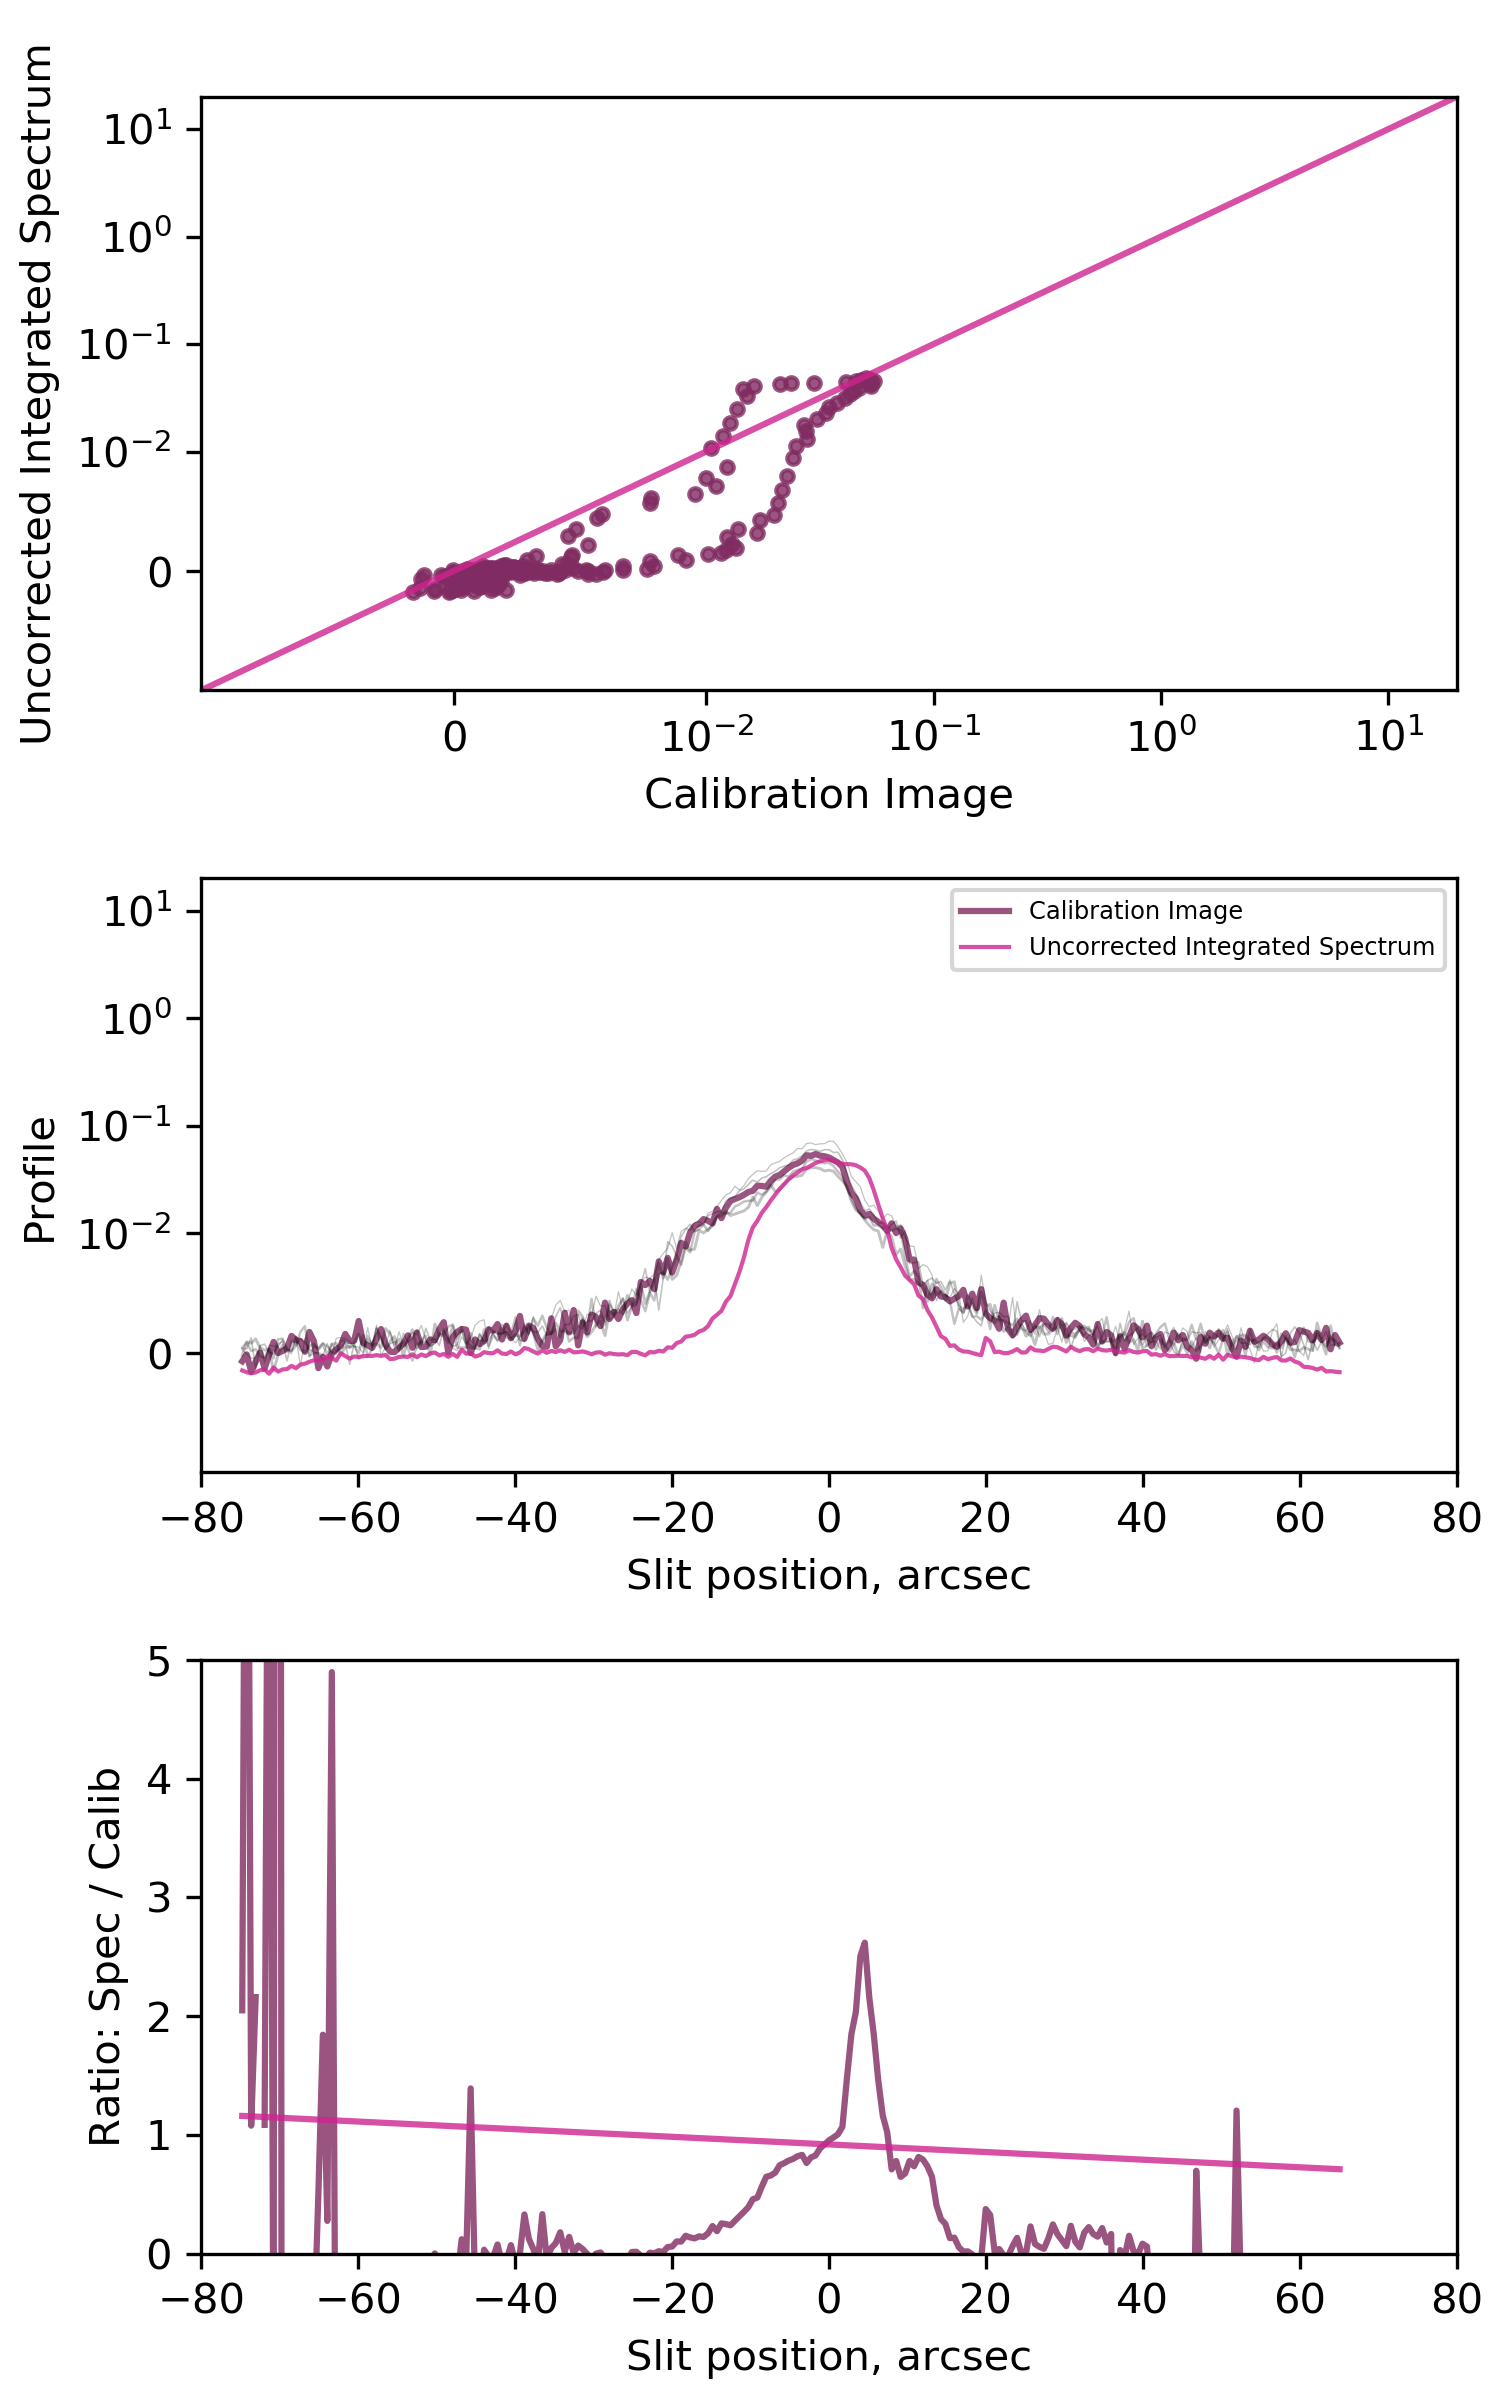 Uncorrected Integrated Spectrum
10¹
10⁰
10⁻¹
10⁻²
0
0 10⁻² 10⁻¹ 10⁰ 10¹
Calibration Image
Calibration Image
Uncorrected Integrated Spectrum
Profile
10¹
10⁰
10⁻¹
10⁻²
0
−80 −60 −40 −20 0 20 40 60 80
Slit position, arcsec
Ratio: Spec / Calib
5
4
3
2
1
0
−80 −60 −40 −20 0 20 40 60 80
Slit position, arcsec